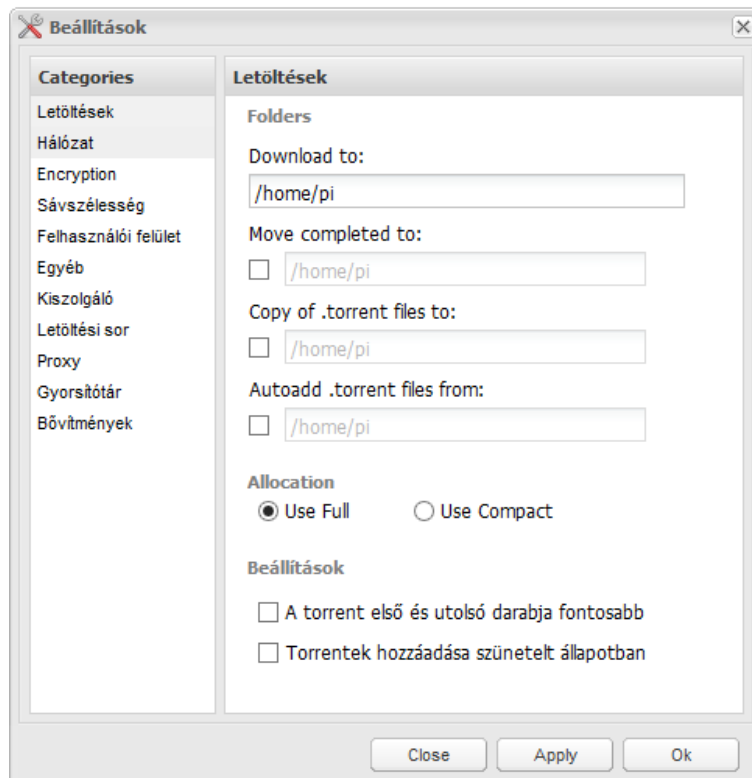 Beállítások
Categories
Letöltések
Hálózat
Encryption
Sávszélesség
Felhasználói felület
Egyéb
Kiszolgáló
Letöltési sor
Proxy
Gyorsítótár
Bővítmények
Letöltések
Folders
Download to:
/home/pi
Move completed to:
/home/pi
Copy of .torrent files to:
/home/pi
Autoadd .torrent files from:
/home/pi
Allocation
Use Full Use Compact
Beállítások
A torrent első és utolsó darabja fontosabb
Torrentek hozzáadása szünetelt állapotban
Close Apply Ok